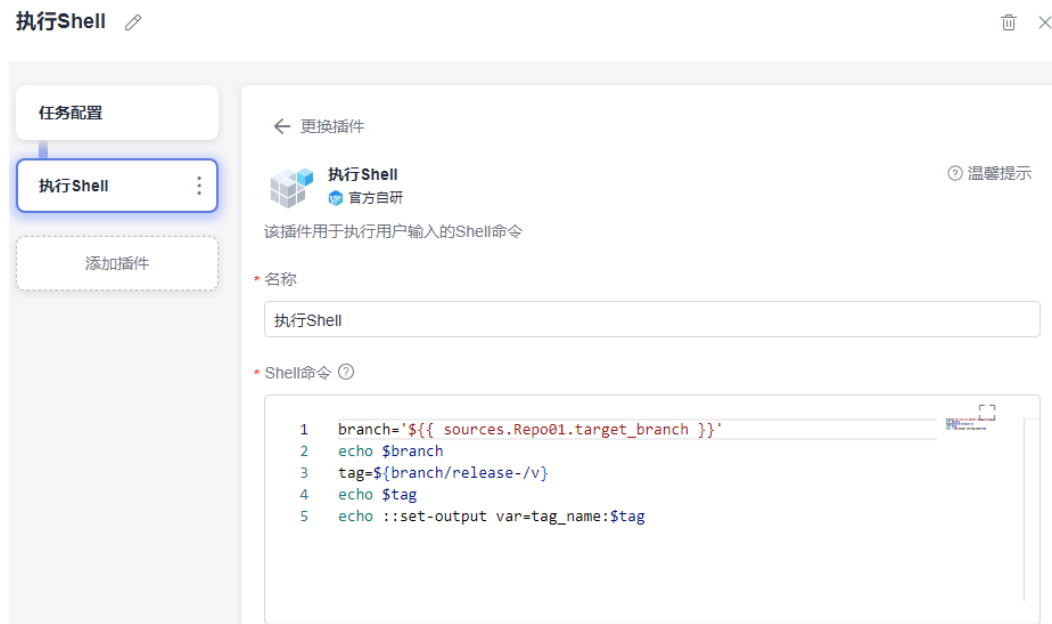 执行Shell
任务配置
执行Shell
添加插件
更换插件
执行Shell
官方自研
温馨提示
该插件用于执行用户输入的Shell命令
* 名称
执行Shell
* Shell命令
1 branch='${{ sources.Repo01.target_branch }}'
2 echo $branch
3 tag=${branch/release-/v}
4 echo $tag
5 echo ::set-output var=tag_name:$tag